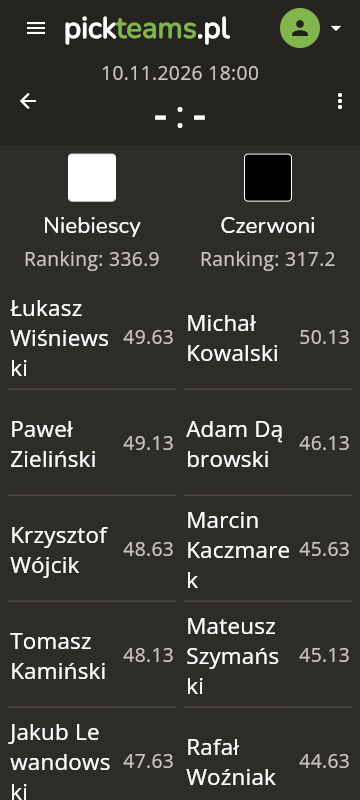 pickteams.pl
10.11.2026 18:00
- : -
Niebiescy
Ranking: 336.9
Czerwoni
Ranking: 317.2
Łukasz
Wiśniews
ki
49.63
Michał
Kowalski
50.13
Paweł
Zieliński
49.13
Adam Dą
browski
46.13
Krzysztof
Wójcik
48.63
Marcin
Kaczmare
k
45.63
Tomasz
Kamiński
48.13
Mateusz
Szymańs
ki
45.13
Jakub Le
wandows
ki
47.63
Rafał
Woźniak
44.63